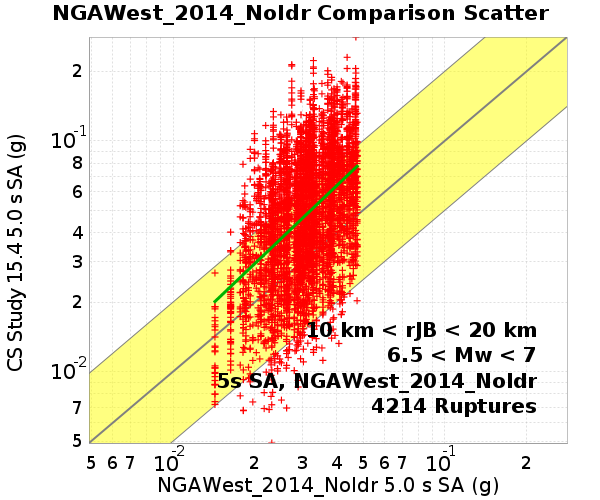 NGAWest_2014_NoIdr Comparison Scatter
CS Study 15.4 5.0 s SA (g)
2
10-1
8
6
4
3
2
10-2
7
5
10 km < rJB < 20 km
6.5 < Mw < 7
5s SA, NGAWest_2014_NoIdr
4214 Ruptures
5 6 7 10-2 2 3 4 5 6 7 10-1 2
NGAWest_2014_NoIdr 5.0 s SA (g)